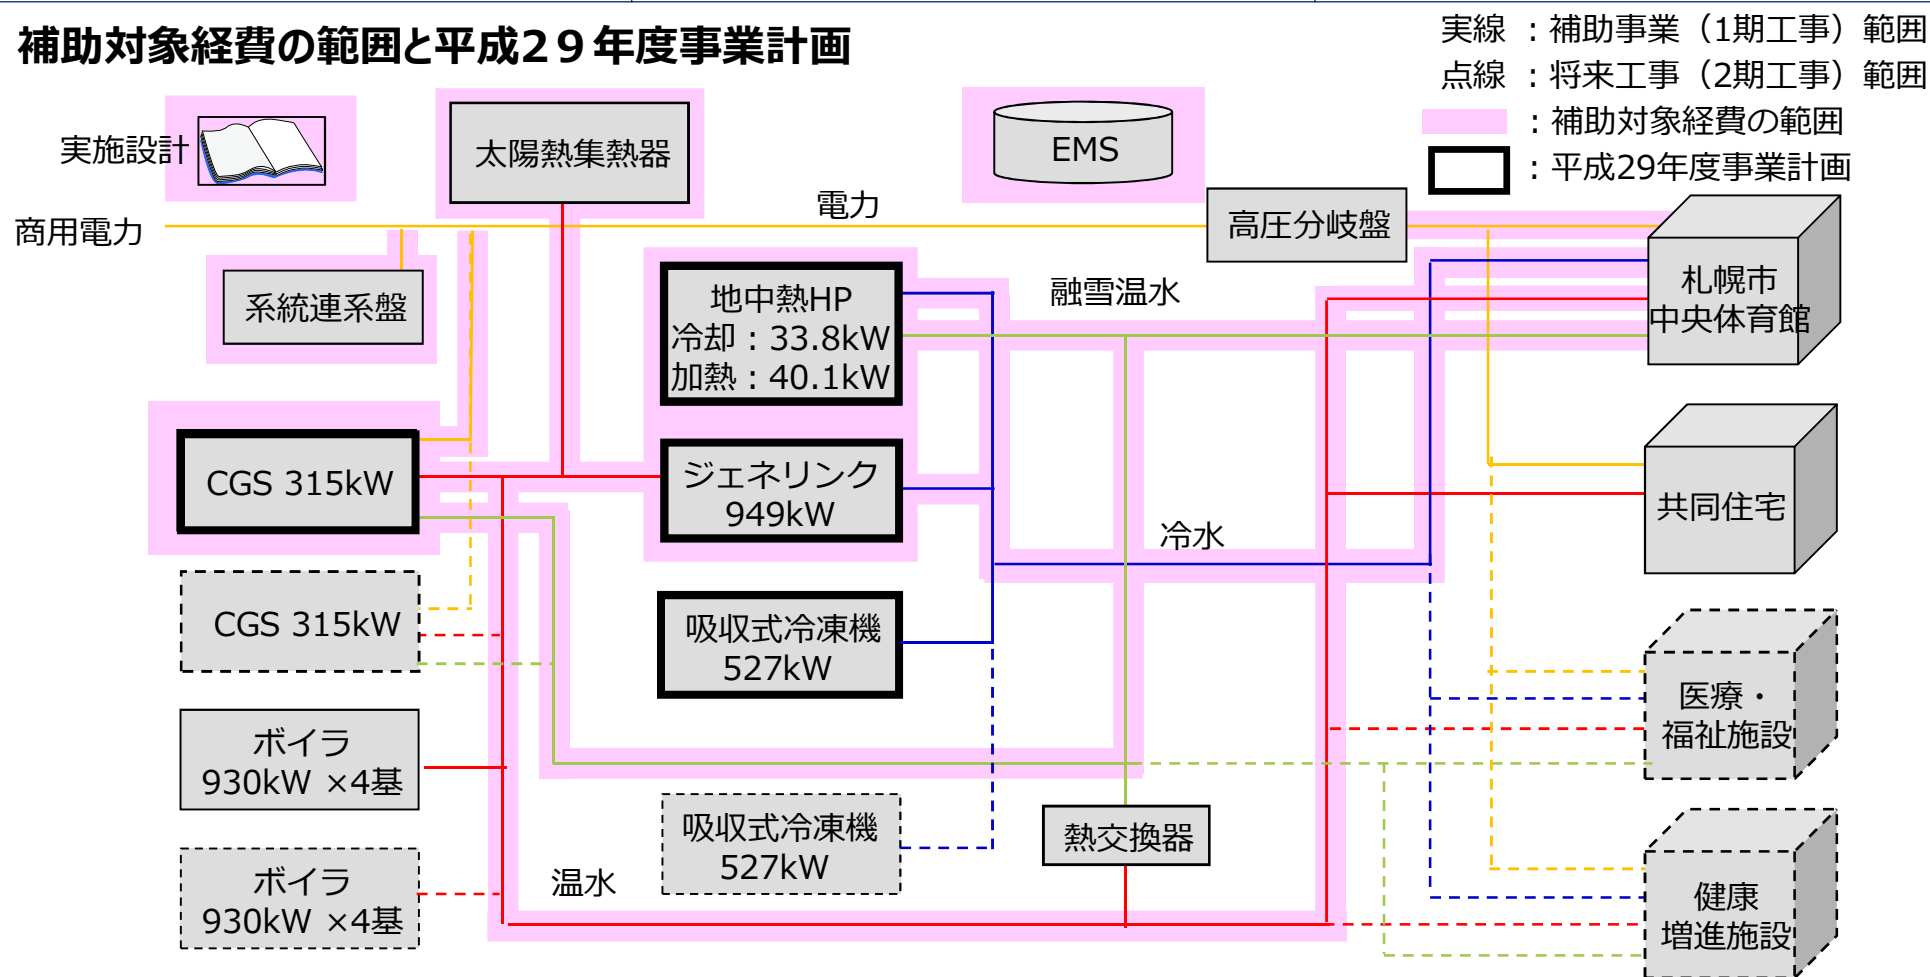 補助対象経費の範囲と平成29年度事業計画
実線 ：補助事業（1期工事）範囲
点線 ：将来工事（2期工事）範囲
：補助対象経費の範囲
：平成29年度事業計画
実施設計
太陽熱集熱器
EMS
商用電力
電力
高圧分岐盤
系統連系盤
地中熱HP
冷却：33.8kW
加熱：40.1kW
融雪温水
札幌市
中央体育館
CGS 315kW
ジェネリンク
949kW
冷水
共同住宅
CGS 315kW
吸収式冷凍機
527kW
医療・
福祉施設
ボイラ
930kW ×4基
吸収式冷凍機
527kW
熱交換器
ボイラ
930kW ×4基
温水
健康
増進施設